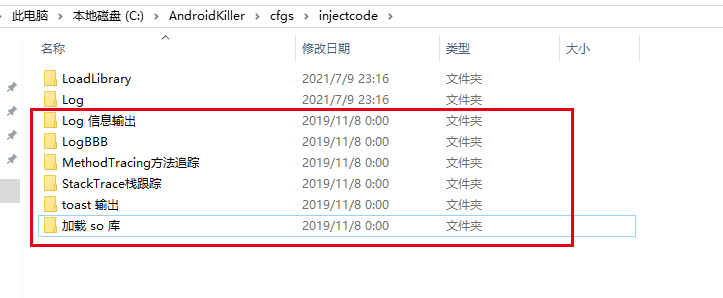 此电脑 > 本地磁盘 (C:) > AndroidKiller > cfgs > injectcode >
名称 修改日期 类型 大小
LoadLibrary 2021/7/9 23:16 文件夹
Log 2021/7/9 23:16 文件夹
Log 信息输出 2019/11/8 0:00 文件夹
LogBBB 2019/11/8 0:00 文件夹
MethodTracing方法追踪 2019/11/8 0:00 文件夹
StackTrace栈跟踪 2019/11/8 0:00 文件夹
toast 输出 2019/11/8 0:00 文件夹
加载 so 库 2019/11/8 0:00 文件夹